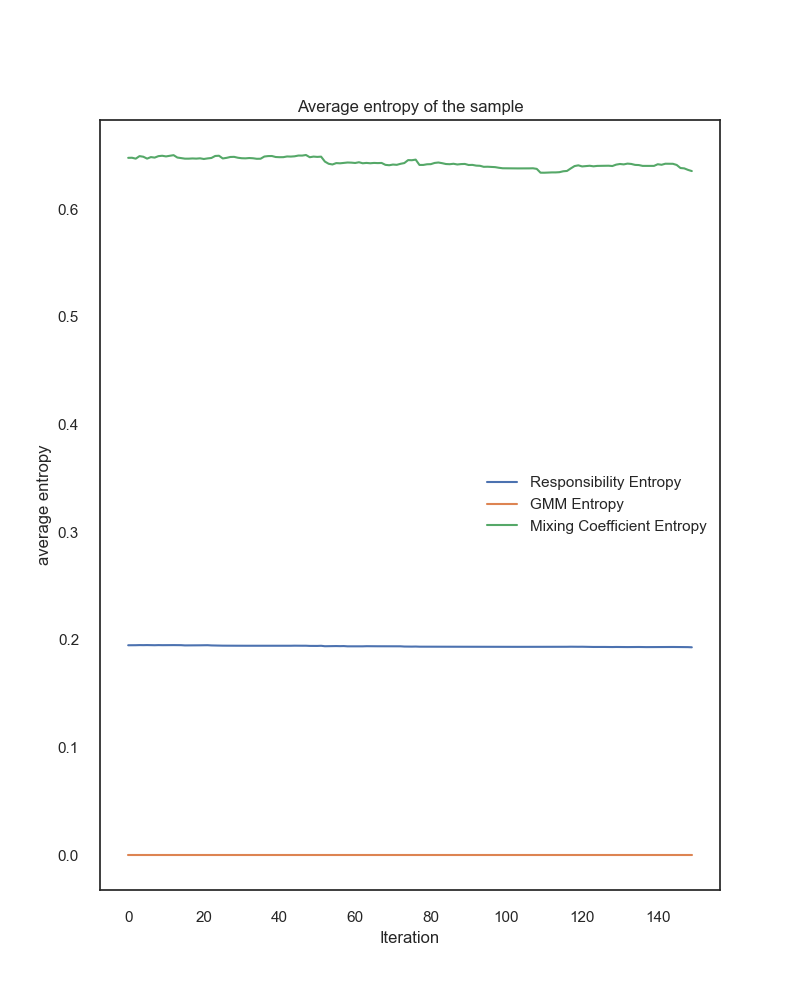 Average entropy of the sample
0.6
0.5
0.4
0.3
0.2
0.1
0.0
average entropy
Responsibility Entropy
GMM Entropy
Mixing Coefficient Entropy
0 20 40 60 80 100 120 140
Iteration